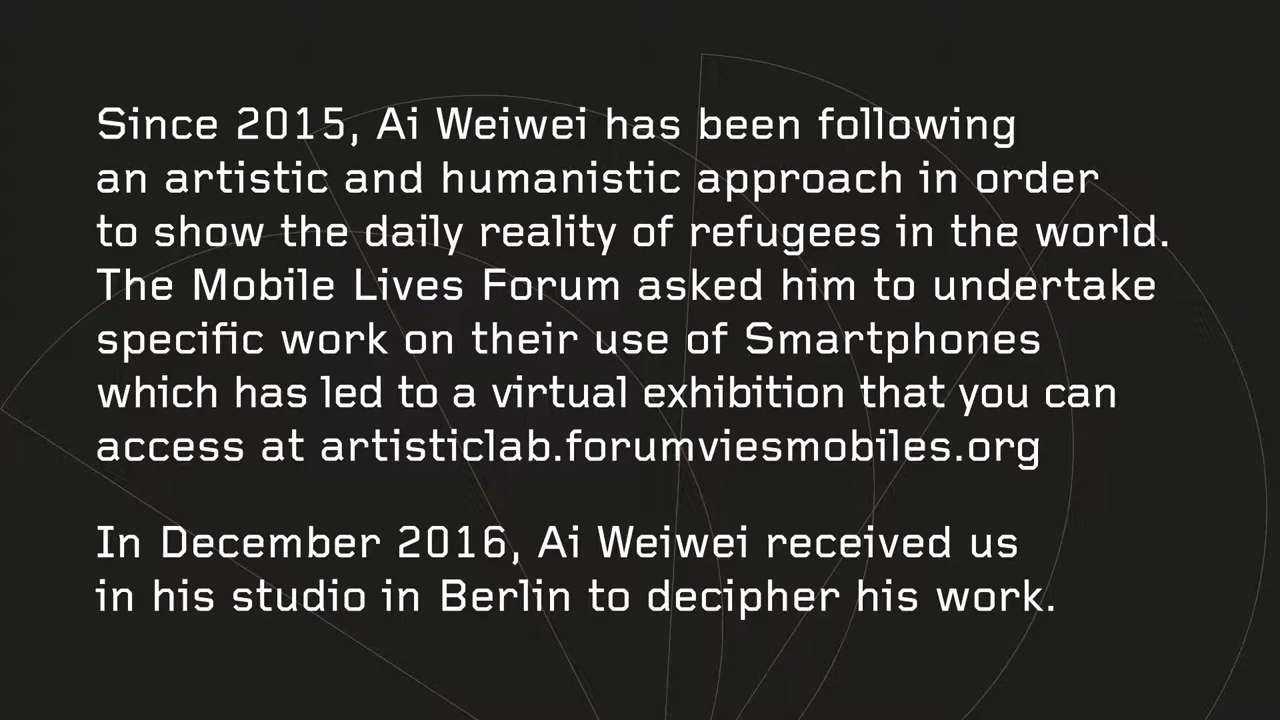 Since 2015, Ai Weiwei has been following
an artistic and humanistic approach in order
to show the daily reality of refugees in the world.
The Mobile Lives Forum asked him to undertake
specific work on their use of Smartphones
which has led to a virtual exhibition that you can
access at artisticlab.forumviesmobiles.org
In December 2016, Ai Weiwei received us
in his studio in Berlin to decipher his work.